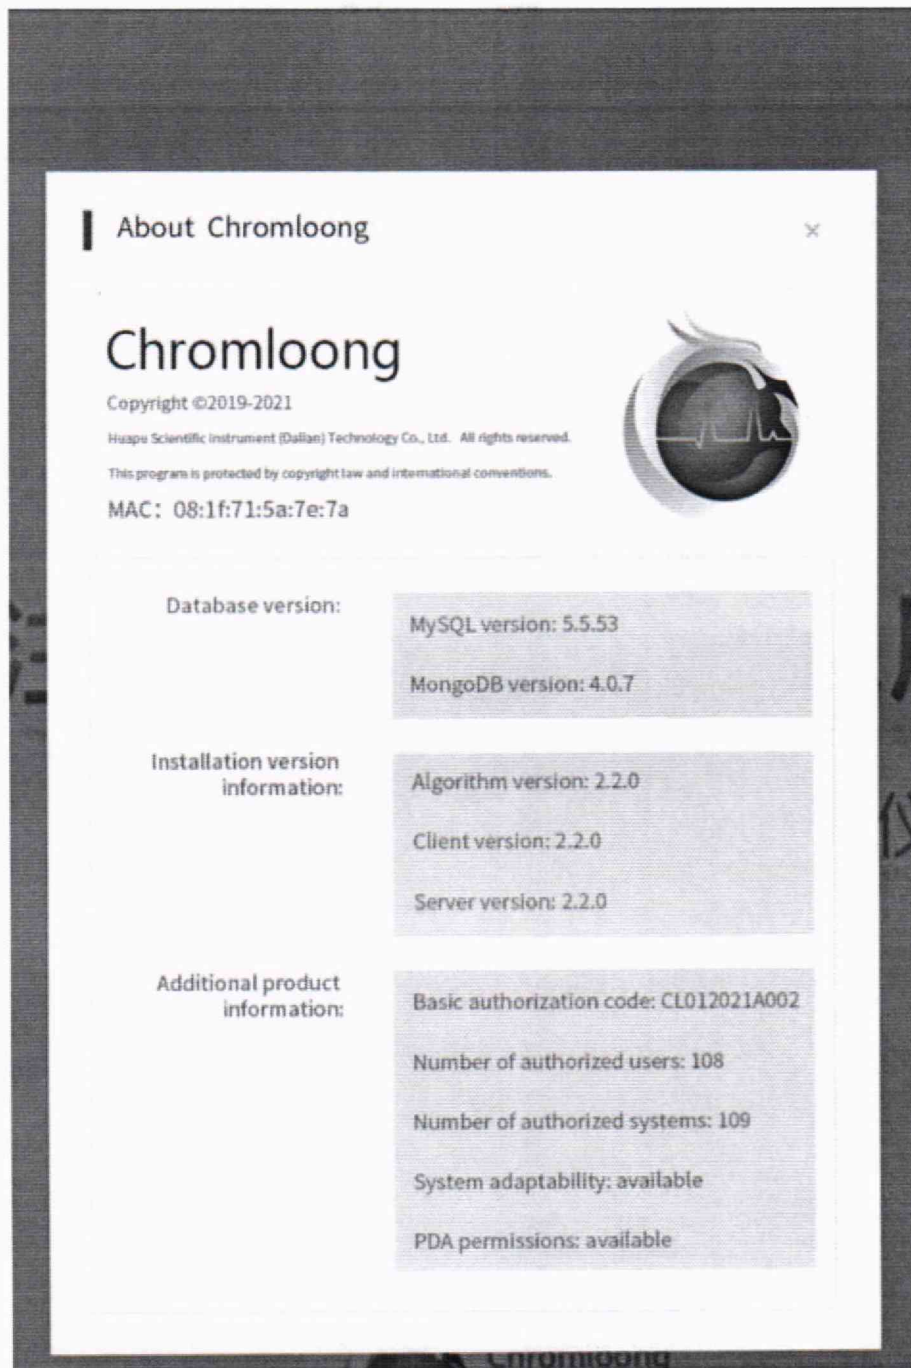 About Chromloong
×
Chromloong
Copyright ©2019-2021
Huapu Scientific Instrument (Dalian) Technology Co., Ltd. All rights reserved.
This program is protected by copyright law and international conventions.
MAC: 08:1f:71:5a:7e:7a
Database version:
MySQL version: 5.5.53
MongoDB version: 4.0.7
Installation version
information:
Algorithm version: 2.2.0
Client version: 2.2.0
Server version: 2.2.0
Additional product
information:
Basic authorization code: CL012021A002
Number of authorized users: 108
Number of authorized systems: 109
System adaptability: available
PDA permissions: available
Chromloong